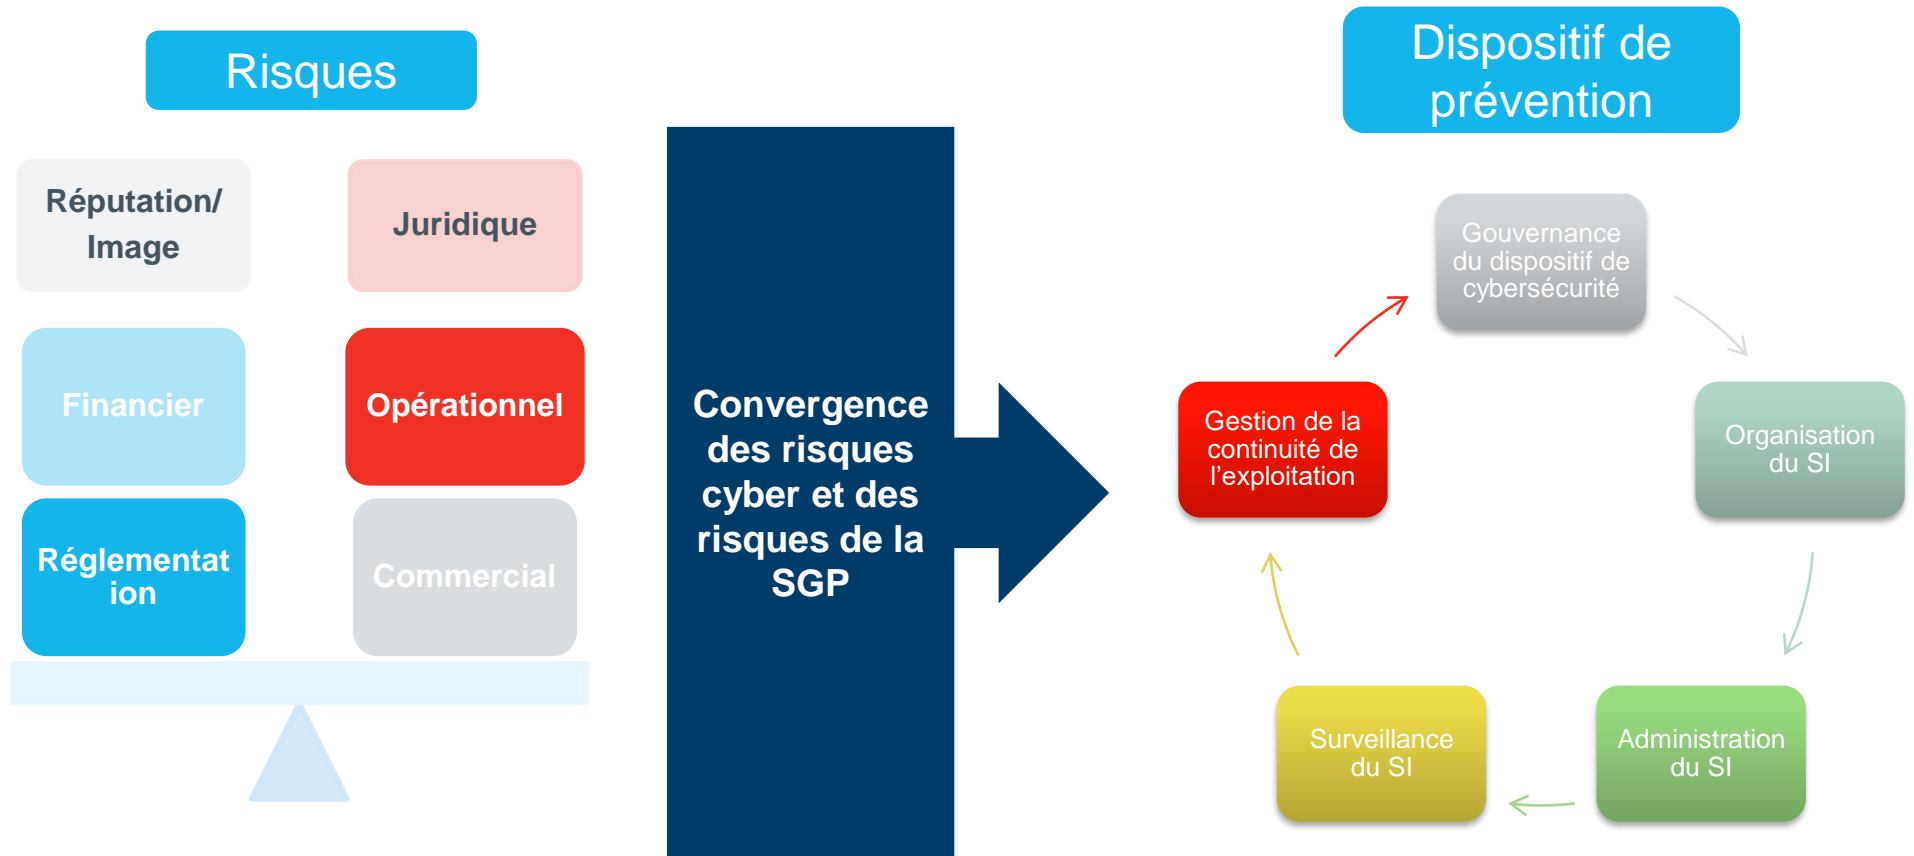 Risques
Réputation/
Image
Juridique
Financier
Opérationnel
Réglementat
ion
Commercial
Convergence
des risques
cyber et des
risques de la
SGP
Dispositif de
prévention
Gouvernance
du dispositif de
cybersécurité
Organisation
du SI
Administration
du SI
Surveillance
du SI
Gestion de la
continuité de
l’exploitation